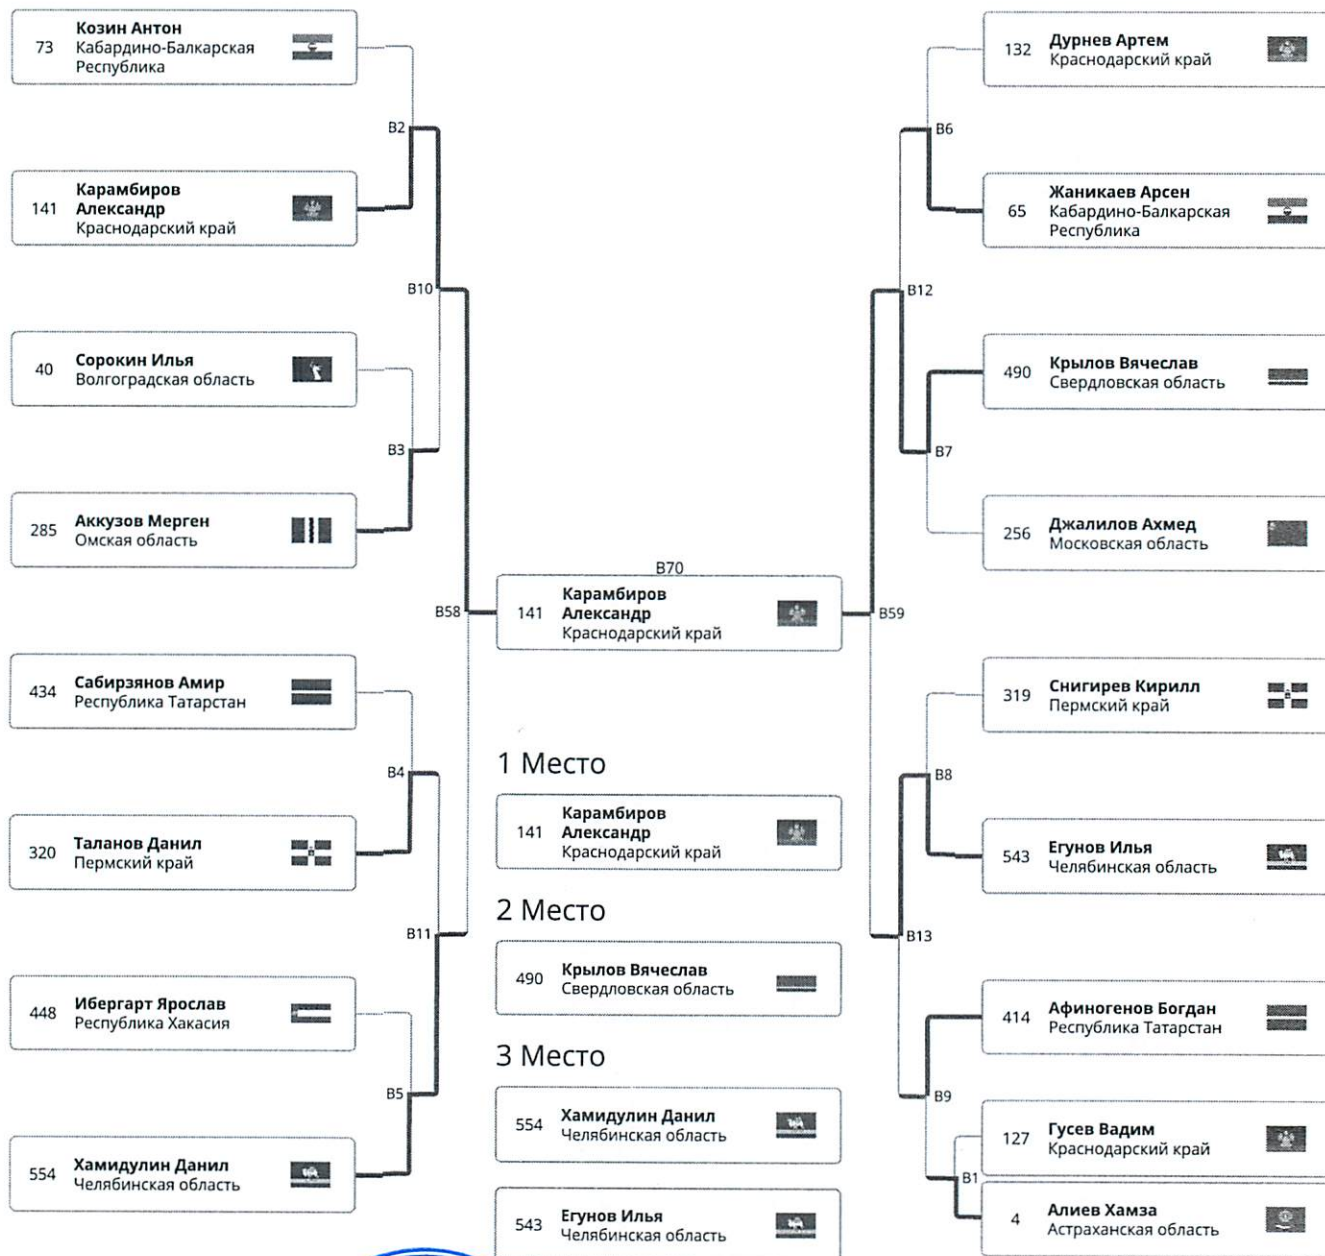 73
Козин Антон
Кабардино-Балкарская
Республика
B2
141
Карамбиров
Александр
Краснодарский край
B10
40
Сорокин Илья
Волгоградская область
B3
285
Аккузов Мерген
Омская область
B58
434
Сабирзянов Амир
Республика Татарстан
B4
320
Таланов Данил
Пермский край
B11
448
Ибергарт Ярослав
Республика Хакасия
B5
554
Хамидулин Данил
Челябинская область
B70
141
Карамбиров
Александр
Краснодарский край
1 Место
141
Карамбиров
Александр
Краснодарский край
2 Место
490
Крылов Вячеслав
Свердловская область
3 Место
554
Хамидулин Данил
Челябинская область
543
Егунов Илья
Челябинская область
132
Дурнев Артем
Краснодарский край
B6
65
Жаникаев Арсен
Кабардино-Балкарская
Республика
B12
490
Крылов Вячеслав
Свердловская область
B7
256
Джалилов Ахмед
Московская область
B59
319
Снигирев Кирилл
Пермский край
B8
543
Егунов Илья
Челябинская область
B13
414
Афиногенов Богдан
Республика Татарстан
B9
127
Гусев Вадим
Краснодарский край
B1
4
Алиев Хамза
Астраханская область